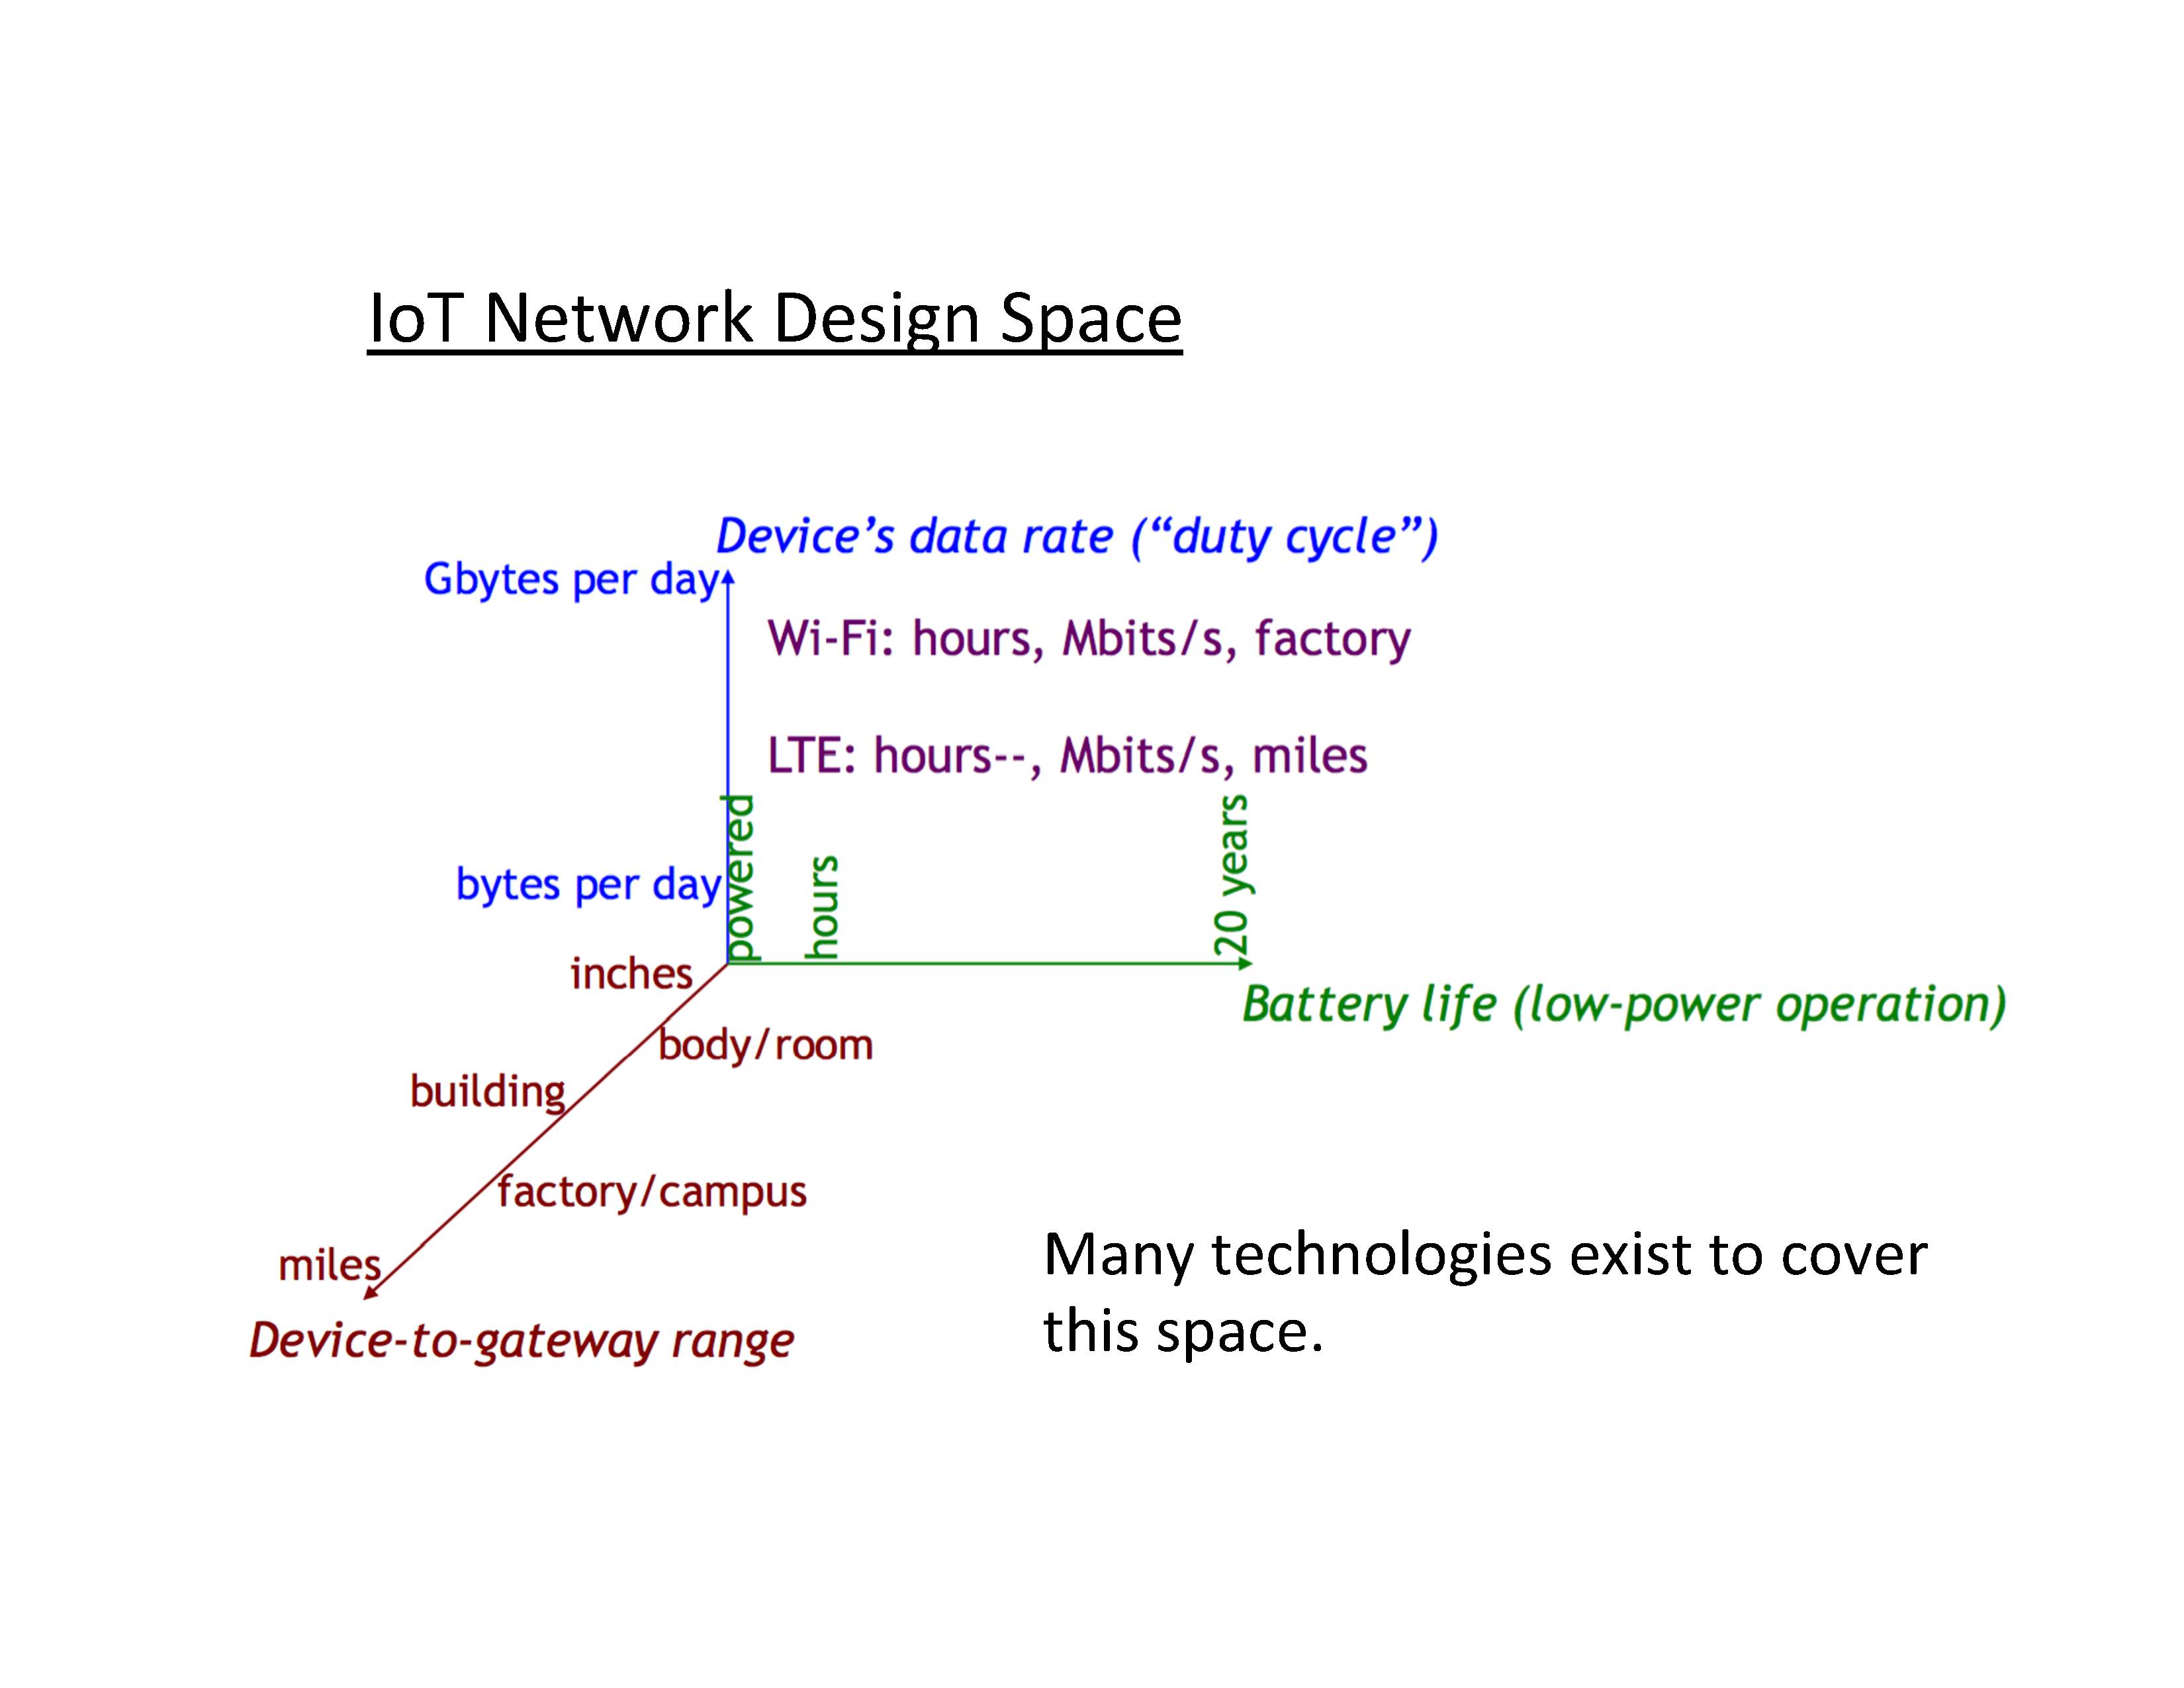 IoT Network Design Space
Device's data rate (“duty cycle”)
Gbytes per day
Wi-Fi: hours, Mbits/s, factory
LTE: hours--, Mbits/s, miles
powered
hours
20 years
bytes per day
inches
Battery life (low-power operation)
body/room
building
factory/campus
miles
Device-to-gateway range
Many technologies exist to cover
this space.